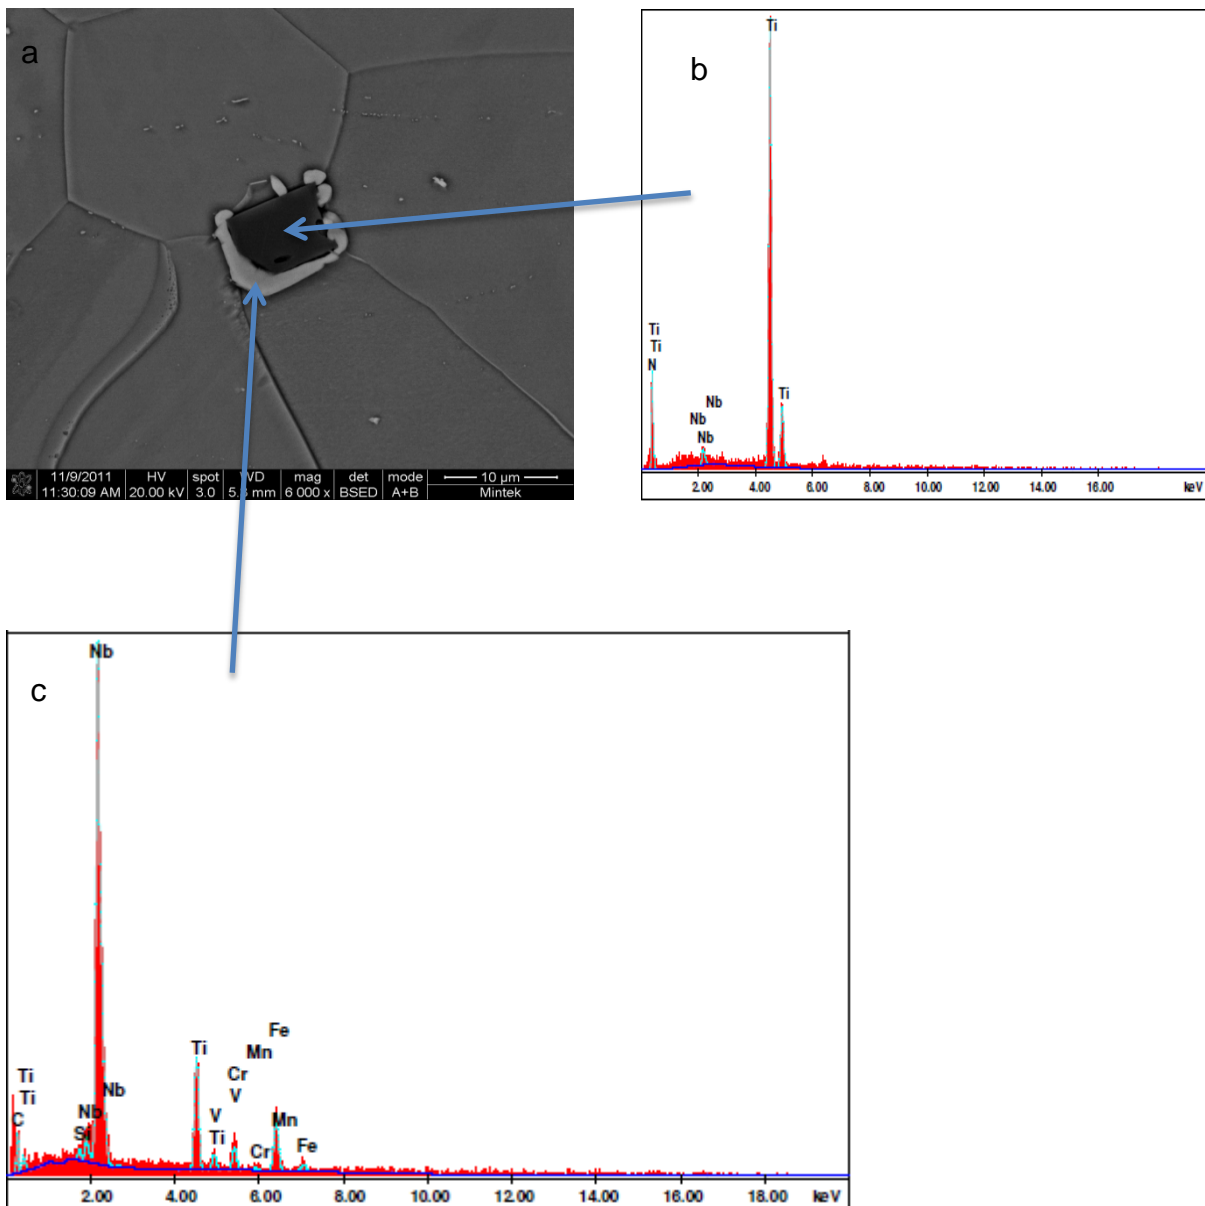 a
11/9/2011 HV spot WD mag det mode 10 µm
11:30:09 AM 20.00 kV 3.0 mm 6 000 x BSED A+B Mintek
b
Ti
Ti
Ti
N
Nb
Nb
Nb
Ti
2.00 4.00 6.00 8.00 10.00 12.00 14.00 16.00 keV
c
Nb
Ti
Ti
C
Si
Nb
Nb
Ti
V
Ti
Cr
V
Mn
Fe
Cr
Mn
Fe
2.00 4.00 6.00 8.00 10.00 12.00 14.00 16.00 18.00 keV